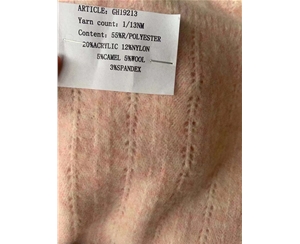 ARTICLE: GH19213
Yarn count: 1/13NM
Content: 55%R/POLYESTER
20%ACRYLIC 12%NYLON
5%CAMEL 5%WOOL
3%SPANDEX